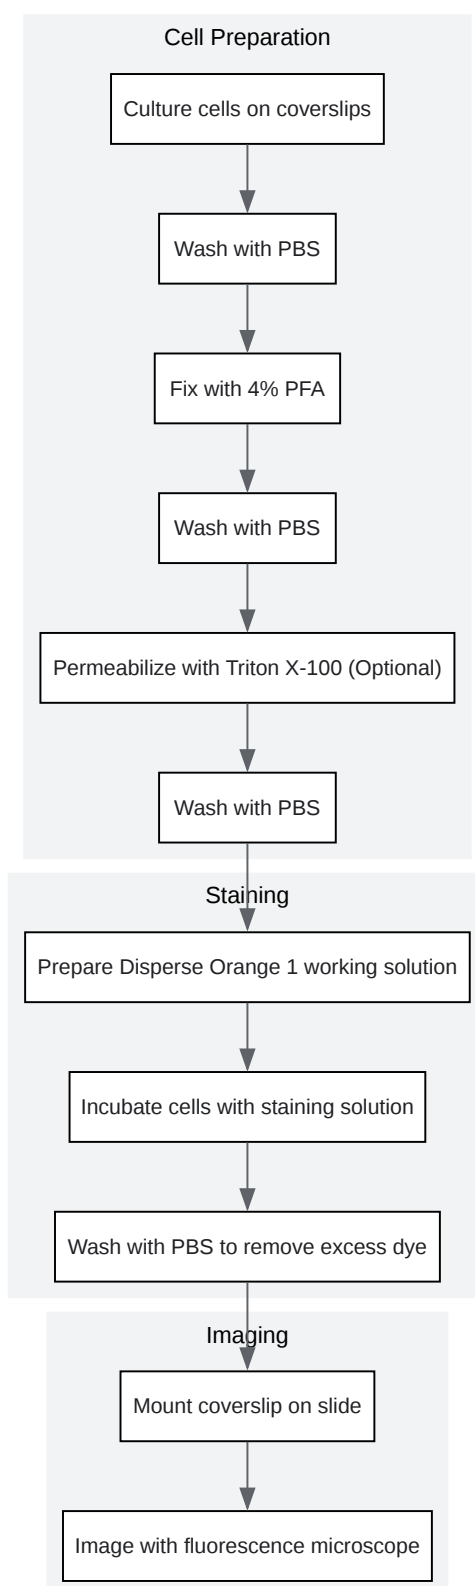 Cell Preparation
Culture cells on coverslips
Wash with PBS
Fix with 4% PFA
Wash with PBS
Permeabilize with Triton X-100 (Optional)
Wash with PBS
Staining
Prepare Disperse Orange 1 working solution
Incubate cells with staining solution
Wash with PBS to remove excess dye
Imaging
Mount coverslip on slide
Image with fluorescence microscope